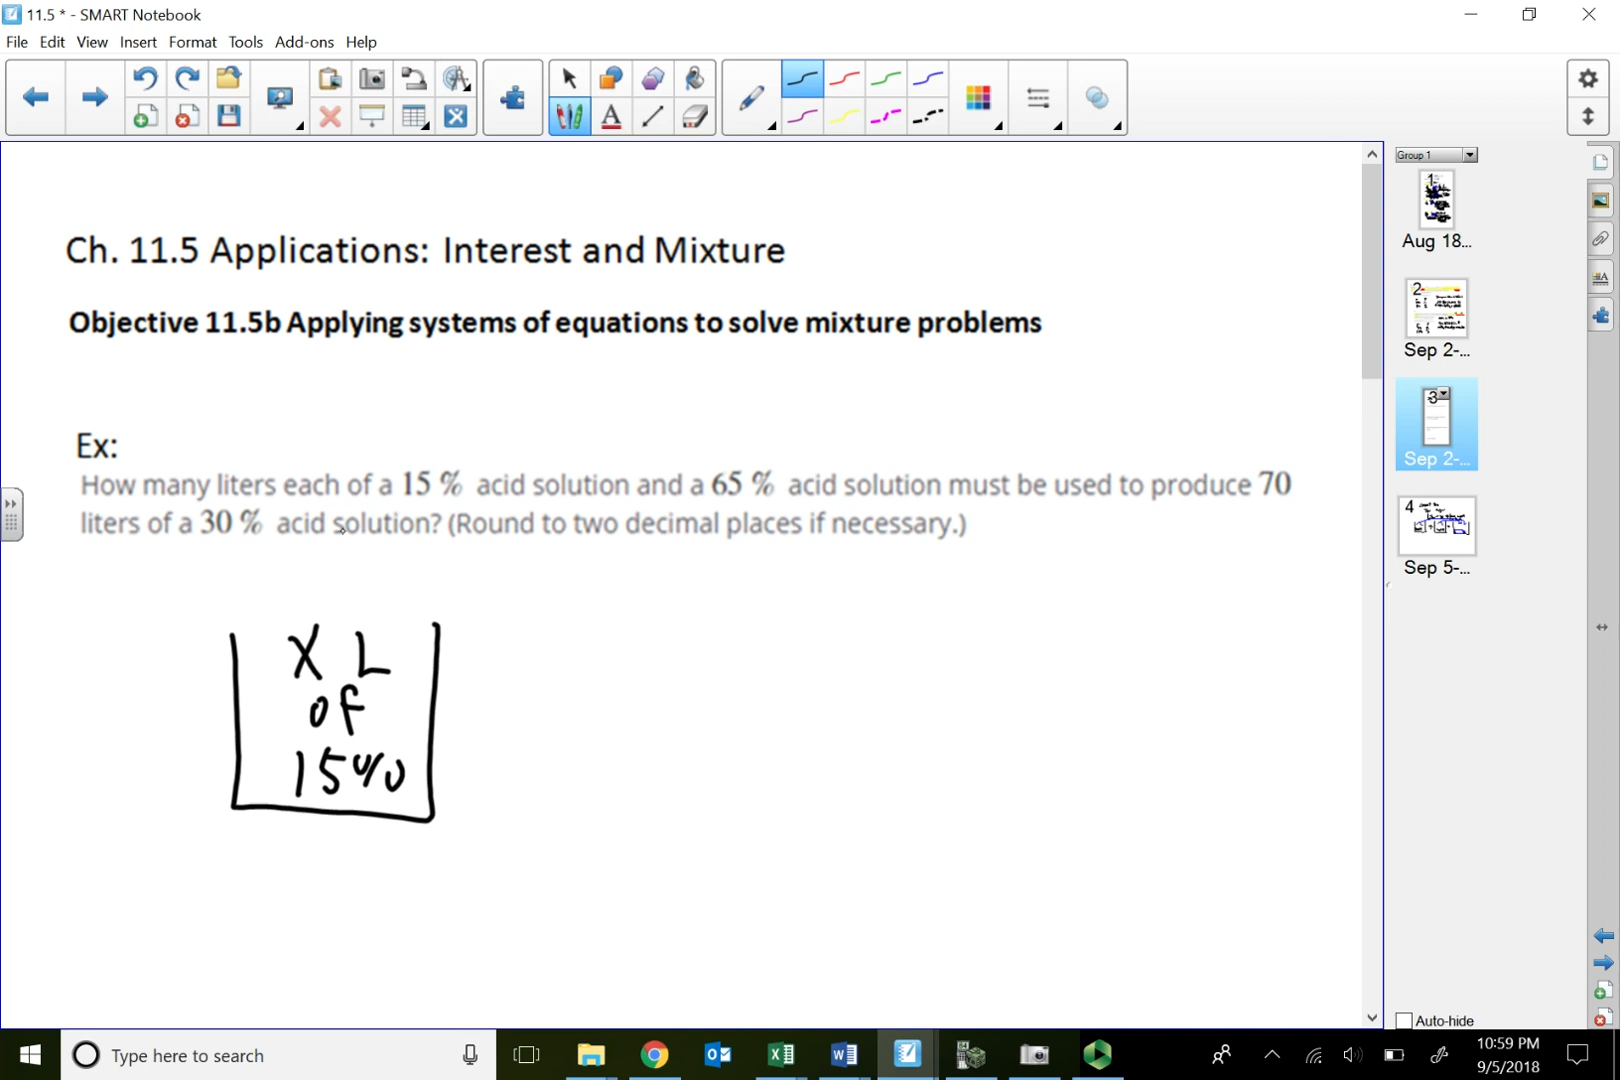 11.5 * - SMART Notebook
File Edit View Insert Format Tools Add-ons Help
Group 1
1
Aug 18...
2
Sep 2-...
3
Sep 2-...
4
Sep 5-...
Ch. 11.5 Applications: Interest and Mixture
Objective 11.5b Applying systems of equations to solve mixture problems
Ex:
How many liters each of a 15 % acid solution and a 65 % acid solution must be used to produce 70
liters of a 30 % acid solution? (Round to two decimal places if necessary.)
X L
of
15%
Auto-hide
Type here to search
10:59 PM
9/5/2018